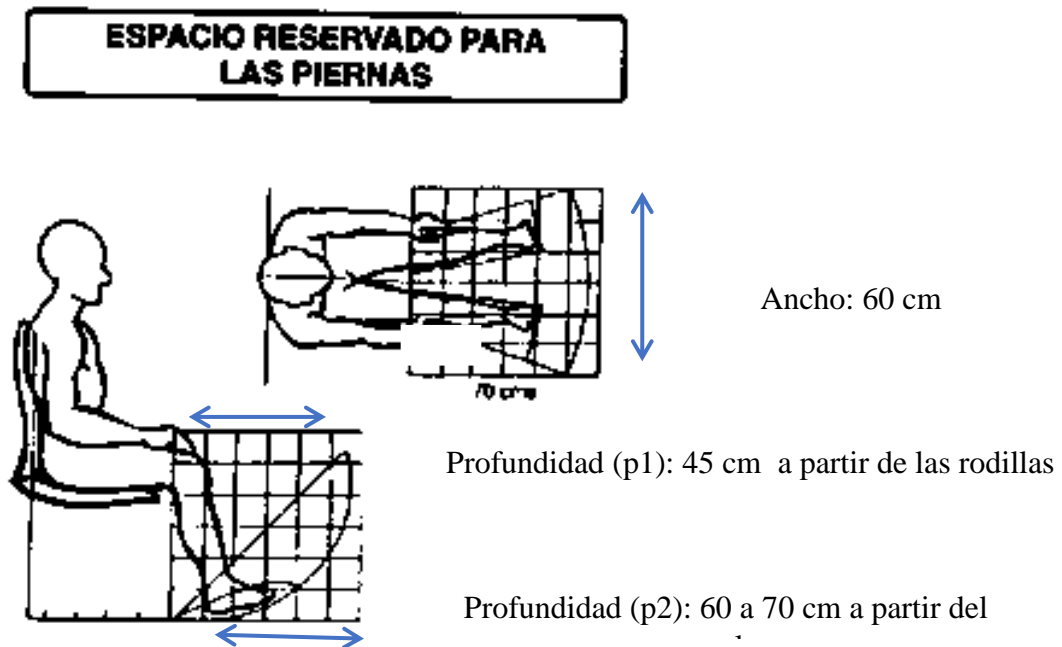 ESPACIO RESERVADO PARA
LAS PIERNAS
Ancho: 60 cm
70
Profundidad (p1): 45 cm a partir de las rodillas
Profundidad (p2): 60 a 70 cm a partir del